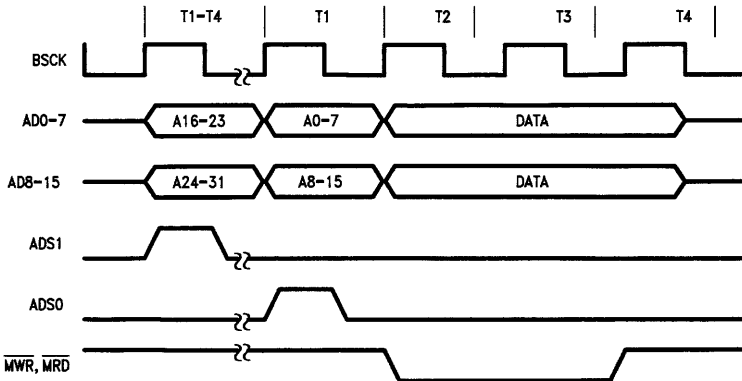 T1-T4 T1 T2 T3 T4
BSCK
AD0-7 A16-23 A0-7 DATA
AD8-15 A24-31 A8-15 DATA
ADS1
ADS0
MWR, MRD